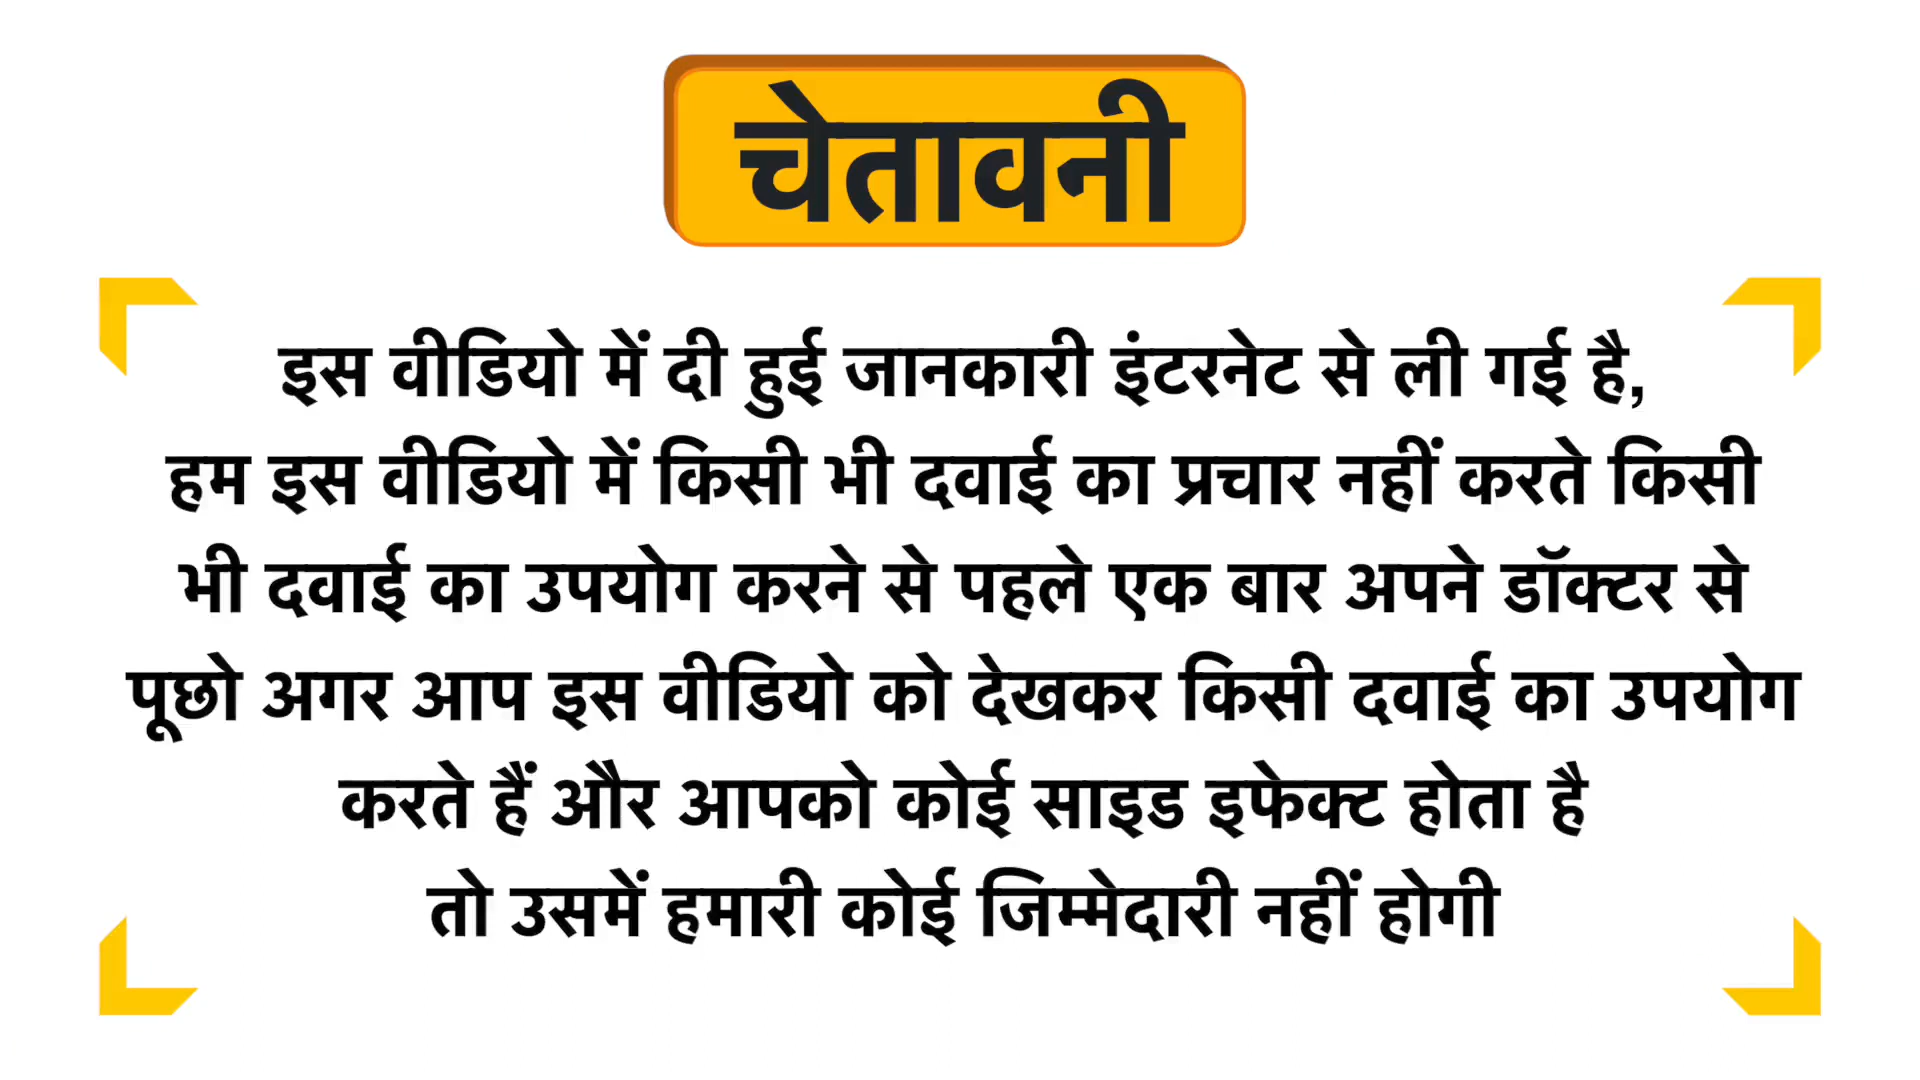 चेतावनी
इस वीडियो में दी हुई जानकारी इंटरनेट से ली गई है,
हम इस वीडियो में किसी भी दवाई का प्रचार नहीं करते किसी
भी दवाई का उपयोग करने से पहले एक बार अपने डॉक्टर से
पूछो अगर आप इस वीडियो को देखकर किसी दवाई का उपयोग
करते हैं और आपको कोई साइड इफेक्ट होता है
तो उसमें हमारी कोई जिम्मेदारी नहीं होगी